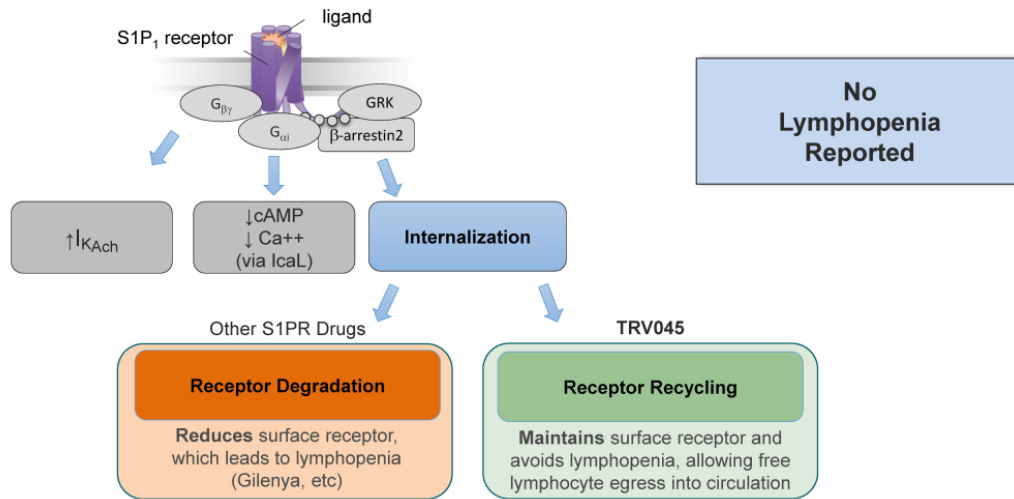 ligand
S1P1 receptor
Gβγ
GRK
Gαi
β-arrestin2
No
Lymphopenia
Reported
↑IKAch
↓cAMP
↓ Ca++
(via IcaL)
Internalization
Other S1PR Drugs
TRV045
Receptor Degradation
Reduces surface receptor,
which leads to lymphopenia
(Gilenya, etc)
Receptor Recycling
Maintains surface receptor and
avoids lymphopenia, allowing free
lymphocyte egress into circulation